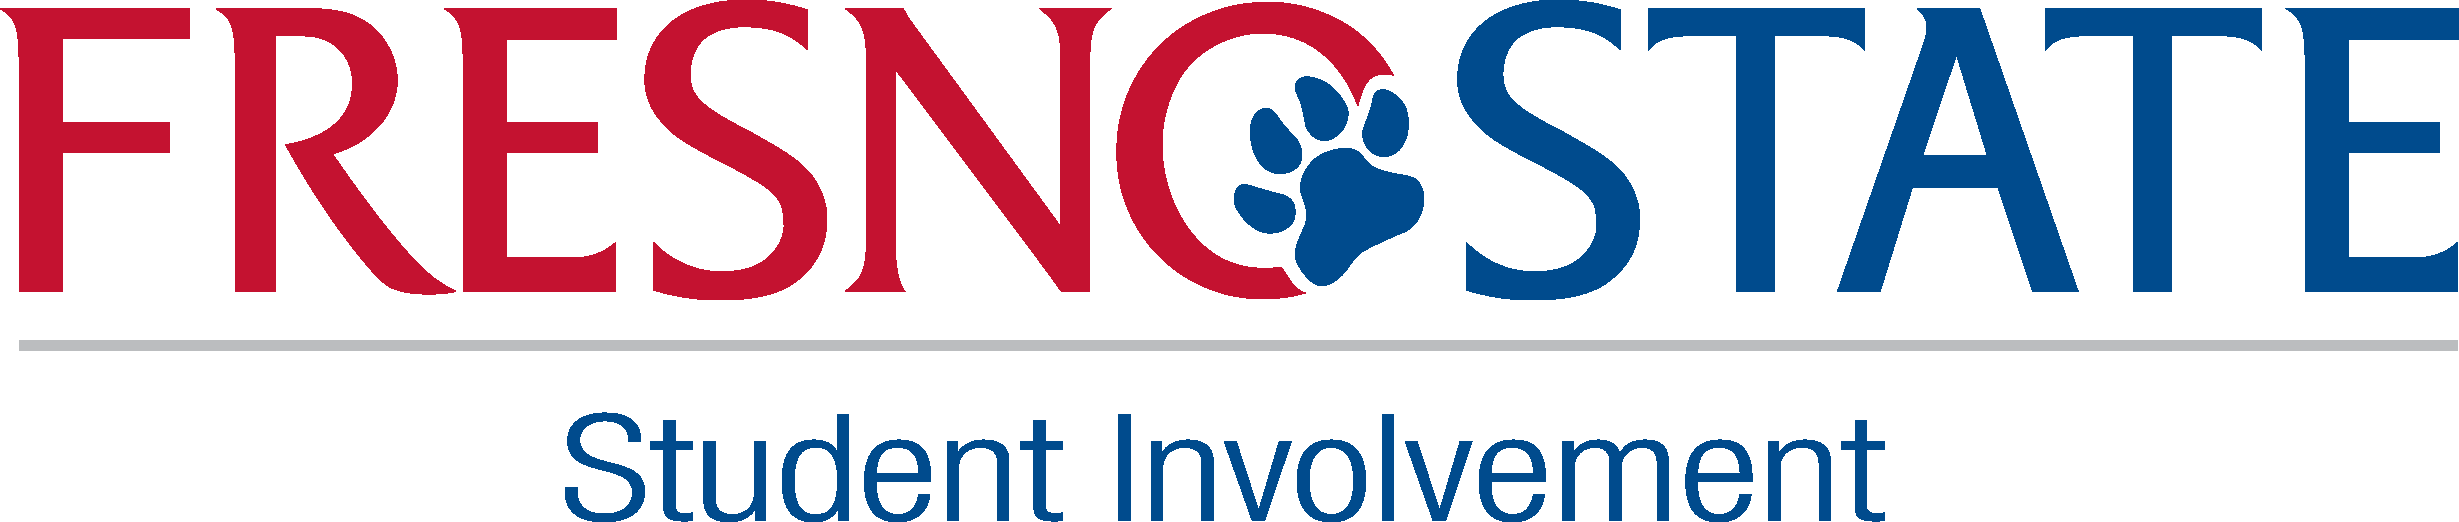 FRESNO STATE
Student Involvement